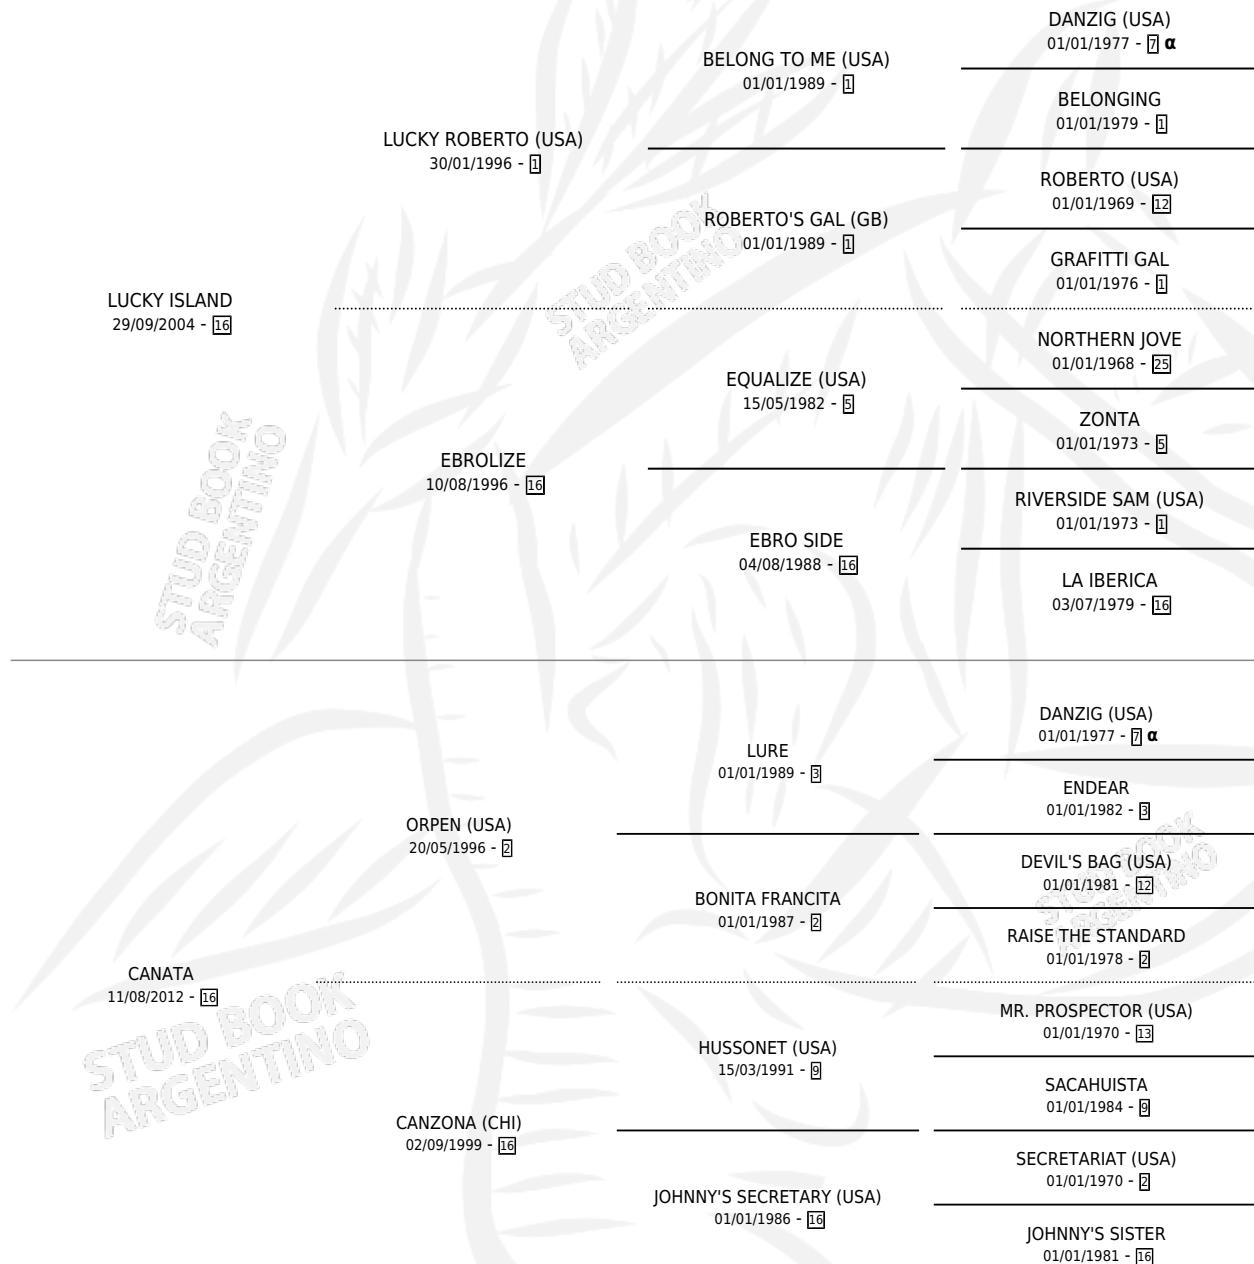 DANZIG (USA)
01/01/1977 - 7 α
BELONG TO ME (USA)
01/01/1989 - 1
BELONGING
01/01/1979 - 1
LUCKY ROBERTO (USA)
30/01/1996 - 1
ROBERTO (USA)
01/01/1969 - 12
ROBERTO'S GAL (GB)
01/01/1989 - 1
GRAFITTI GAL
01/01/1976 - 1
LUCKY ISLAND
29/09/2004 - 16
NORTHERN JOVE
01/01/1968 - 25
EQUALIZE (USA)
15/05/1982 - 5
ZONTA
01/01/1973 - 5
EBROLIZE
10/08/1996 - 16
RIVERSIDE SAM (USA)
01/01/1973 - 1
EBRO SIDE
04/08/1988 - 16
LA IBERICA
03/07/1979 - 16
STUD BOOK
ARGENTINO
STUD BOOK
ARGENTINO
DANZIG (USA)
01/01/1977 - 7 α
LURE
01/01/1989 - 3
ENDEAR
01/01/1982 - 3
ORPEN (USA)
20/05/1996 - 2
DEVIL'S BAG (USA)
01/01/1981 - 12
BONITA FRANCITA
01/01/1987 - 2
RAISE THE STANDARD
01/01/1978 - 2
CANATA
11/08/2012 - 16
MR. PROSPECTOR (USA)
01/01/1970 - 13
HUSSONET (USA)
15/03/1991 - 9
SACAHUISTA
01/01/1984 - 9
CANZONA (CHI)
02/09/1999 - 16
SECRETARIAT (USA)
01/01/1970 - 2
JOHNNY'S SECRETARY (USA)
01/01/1986 - 16
JOHNNY'S SISTER
01/01/1981 - 16
STUD BOOK
ARGENTINO
STUD BOOK
ARGENTINO